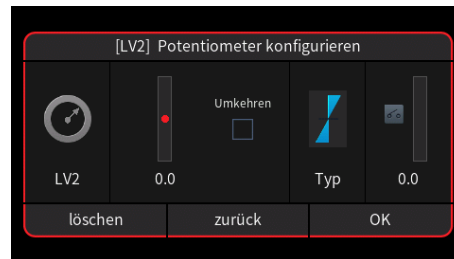 [LV2] Potentiometer konfigurieren
Umkehren
LV2
0.0
Typ
0.0
löschen
zurück
OK